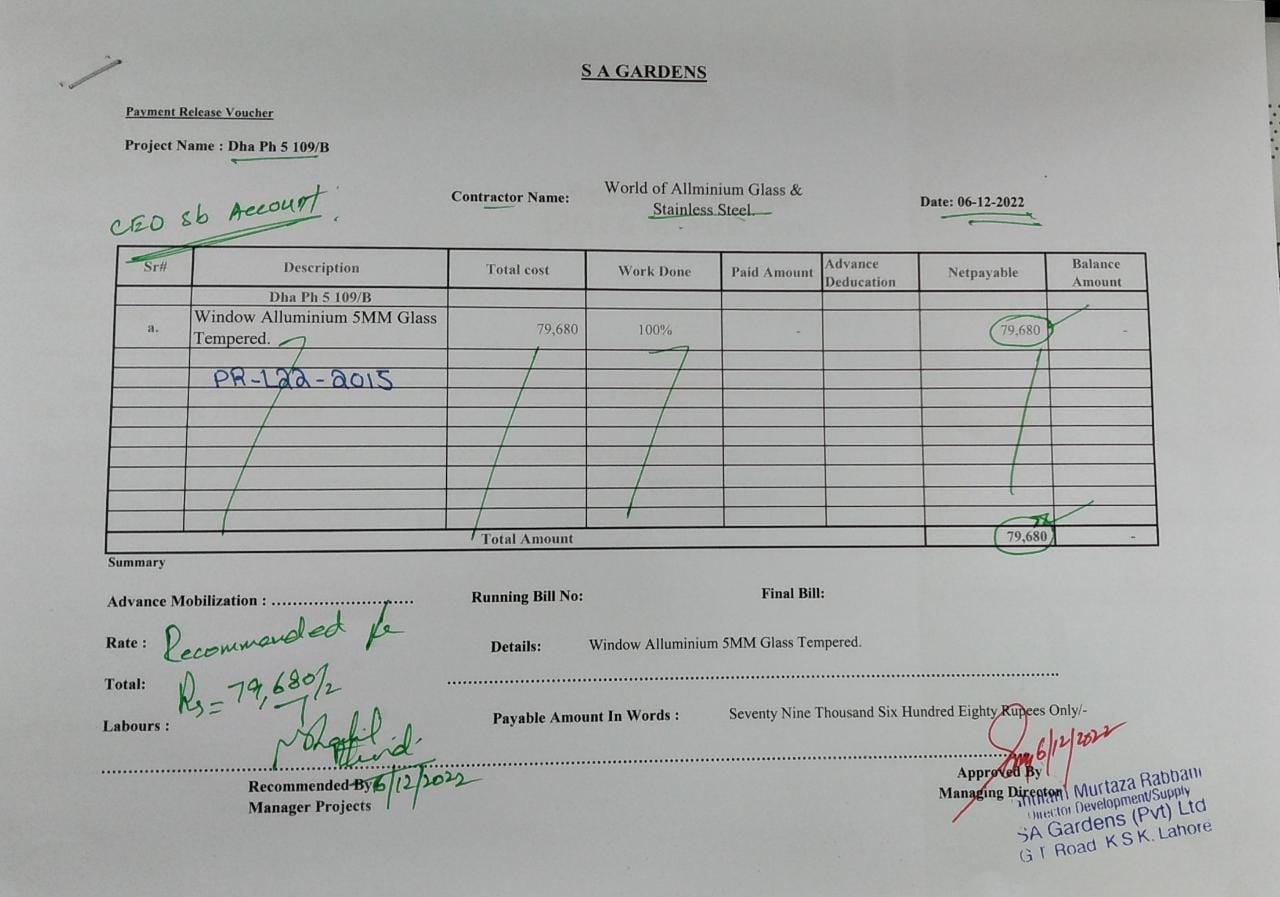 S A GARDENS
Payment Release Voucher
Project Name : Dha Ph 5 109/B
CEO Sb Account
Contractor Name: World of Allminium Glass &
Stainless Steel.
Date: 06-12-2022
Sr# Description Total cost Work Done Paid Amount Advance Deducation Netpayable Balance Amount
Dha Ph 5 109/B
a. Window Alluminium 5MM Glass Tempered. 79,680 100% - 79,680 -
PR-L22-2015
Total Amount 79,680 -
Summary
Advance Mobilization : Running Bill No: Final Bill:
Rate : Recommended
Details: Window Alluminium 5MM Glass Tempered.
Total: Rs = 79,680/
Labours :
Payable Amount In Words : Seventy Nine Thousand Six Hundred Eighty Rupees Only/-
6/12/2022
Recommended By 6/12/2022
Manager Projects
Approved By
Managing Director
Murtaza Rabbani
Director Development/Supply
SA Gardens (Pvt) Ltd
G T Road K S K. Lahore